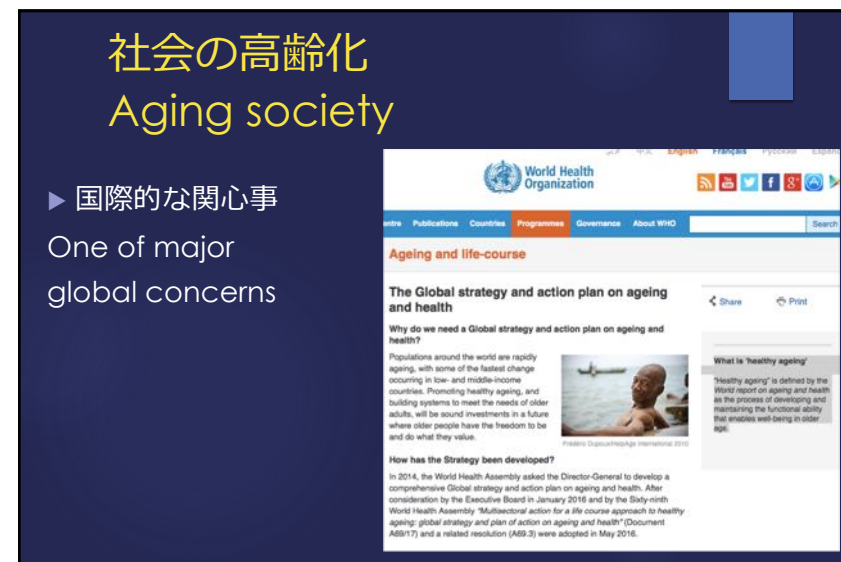 社会の高齢化
Aging society
▶ 国際的な関心事
One of major
global concerns
中文 English Français Русский Español
World Health
Organization
Publications Countries Programmes Governance About WHO Search
Ageing and life-course
The Global strategy and action plan on ageing
and health
Share Print
Why do we need a Global strategy and action plan on ageing and
health?
Populations around the world are rapidly
ageing, with some of the fastest change
occurring in low- and middle-income
countries. Promoting healthy ageing, and
building systems to meet the needs of older
adults, will be sound investments in a future
where older people have the freedom to be
and do what they value.
Frédéric Dupoux/HelpAge International 2010
How has the Strategy been developed?
In 2014, the World Health Assembly asked the Director-General to develop a
comprehensive Global strategy and action plan on ageing and health. After
consideration by the Executive Board in January 2016 and by the Sixty-ninth
World Health Assembly "Multisectoral action for a life course approach to healthy
ageing: global strategy and plan of action on ageing and health" (Document
A69/17) and a related resolution (A69.3) were adopted in May 2016.
What is 'healthy ageing'
"Healthy ageing" is defined by the
World report on ageing and health
as the process of developing and
maintaining the functional ability
that enables well-being in older
age.